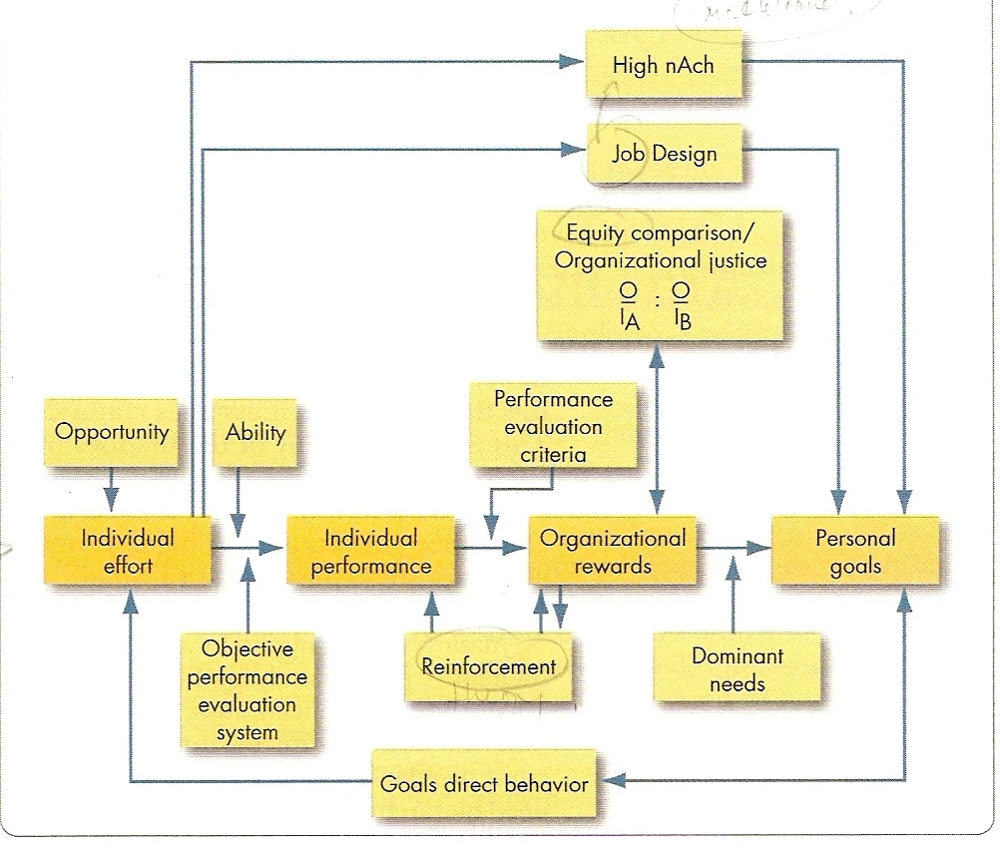 High nAch
Job Design
Equity comparison/
Organizational justice
O : O
IA IB
Performance
evaluation
criteria
Opportunity
Ability
Individual
effort
Individual
performance
Organizational
rewards
Personal
goals
Objective
performance
evaluation
system
Reinforcement
Dominant
needs
Goals direct behavior